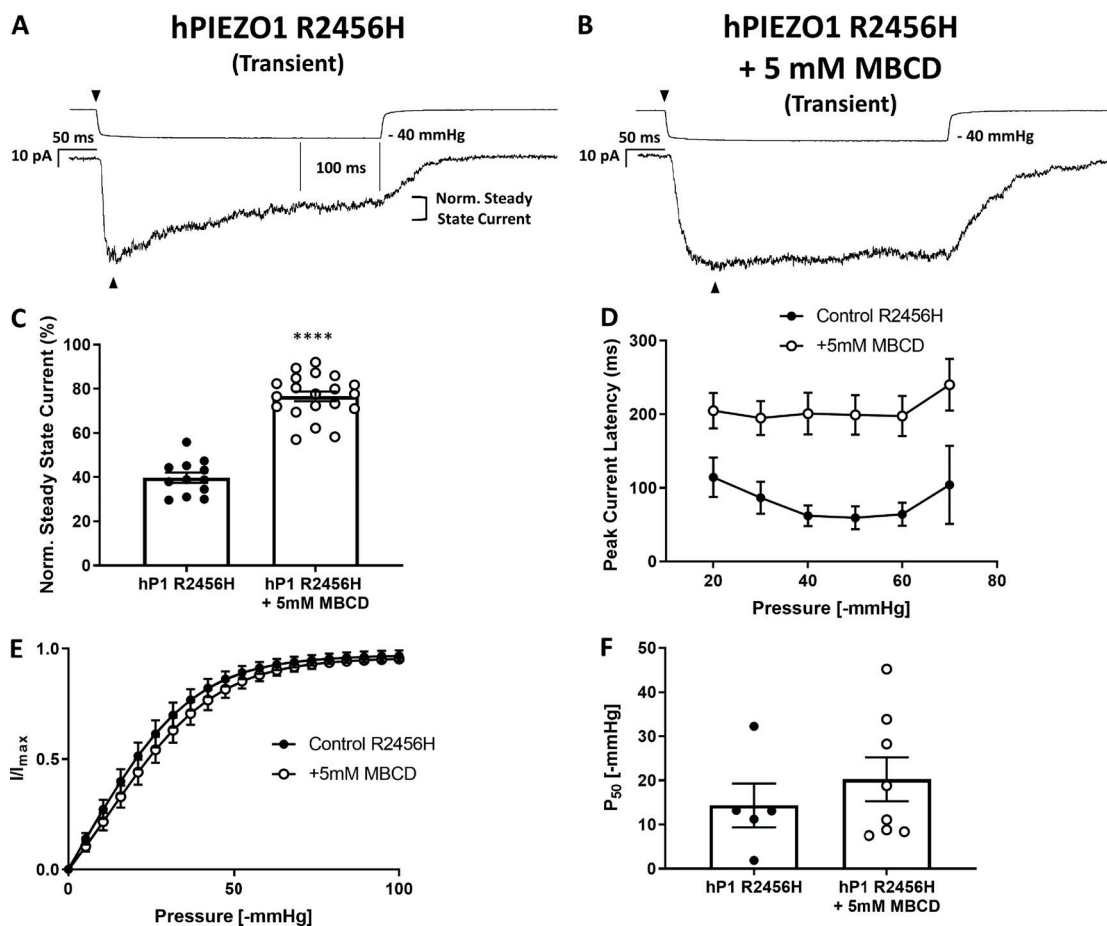 A
hPIEZO1 R2456H
(Transient)
50 ms
- 40 mmHg
10 pA
100 ms
Norm. Steady
State Current
B
hPIEZO1 R2456H
+ 5 mM MBCD
(Transient)
50 ms
- 40 mmHg
10 pA
C
Norm. Steady State Current (%)
100
80
60
40
20
0
****
hP1 R2456H
hP1 R2456H
+ 5mM MBCD
D
Control R2456H
+5mM MBCD
Peak Current Latency (ms)
300
200
100
0
20
40
60
80
Pressure [-mmHg]
E
I/Imax
1.0
0.5
0.0
Control R2456H
+5mM MBCD
0
50
100
Pressure [-mmHg]
F
P50 [-mmHg]
50
40
30
20
10
0
hP1 R2456H
hP1 R2456H
+ 5mM MBCD